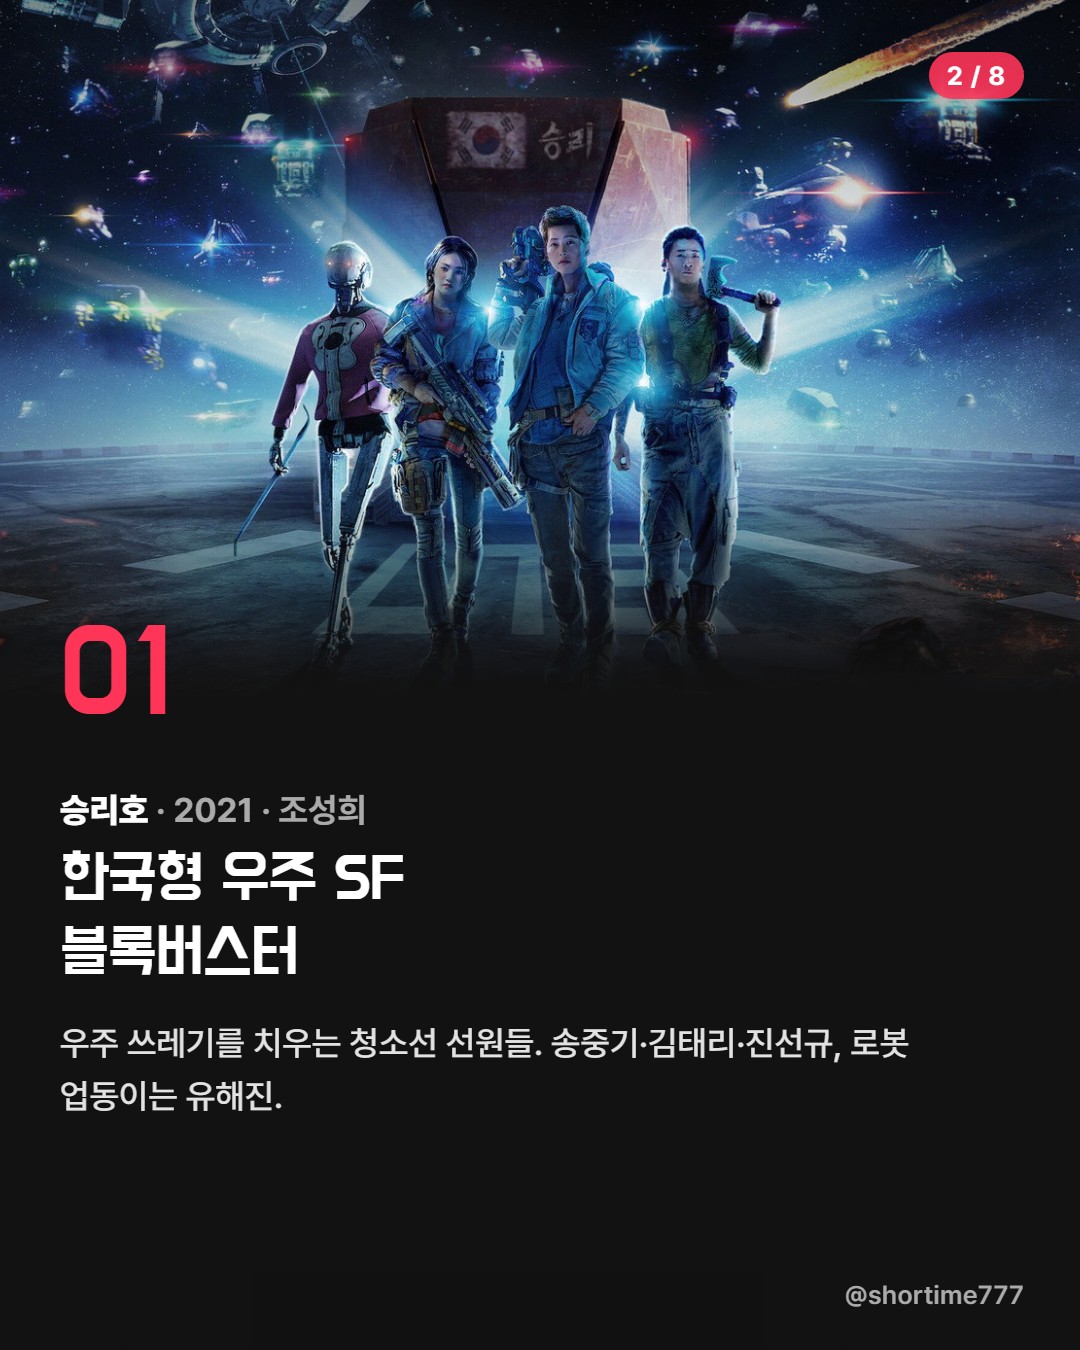 2 / 8
승리
01
승리호 · 2021 · 조성희
한국형 우주 SF
블록버스터
우주 쓰레기를 치우는 청소선 선원들. 송중기·김태리·진선규, 로봇
업동이는 유해진.
@shortime777